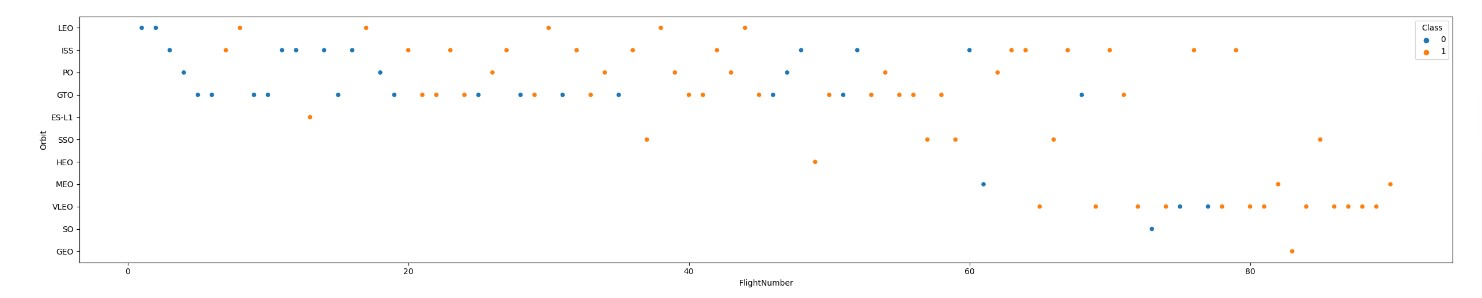 Orbit
LEO
ISS
PO
GTO
ES-L1
SSO
HEO
MEO
VLEO
SO
GEO
Class
0
1
0 20 40 60 80
FlightNumber